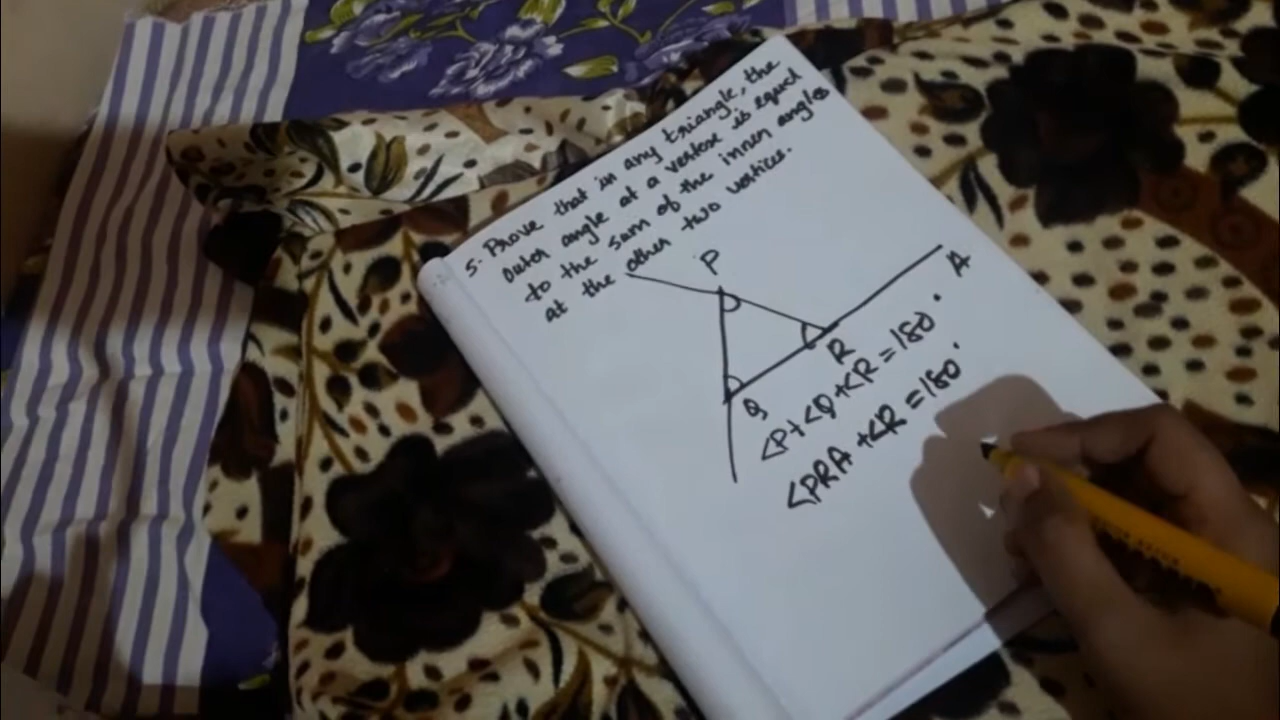 5. Prove that in any triangle, the
outer angle at a vertex is equal
to the sum of the inner angles
at the other two vertices.
P
A
R
Q
<P+<Q+<R=180°
<PRA+<R=180°